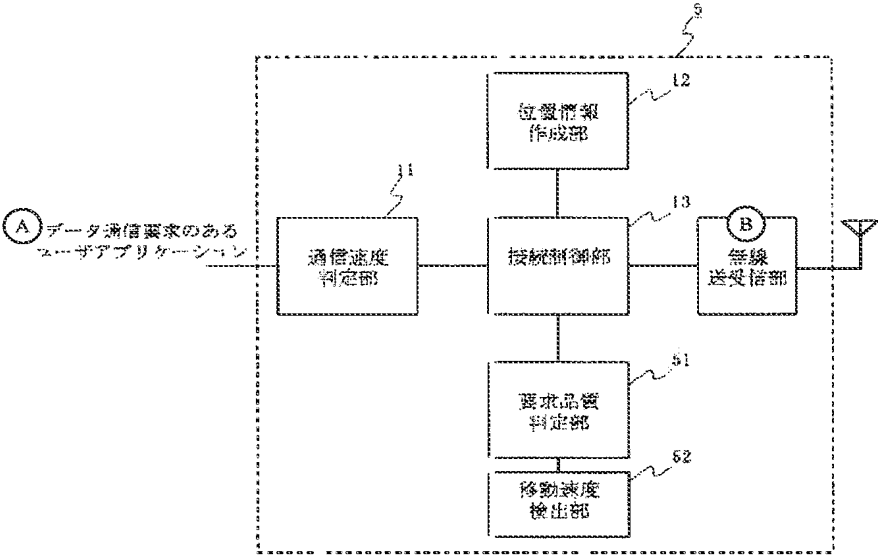 5
位置情報
作成部
12
11
A データ通信要求のある
ユーザアプリケーション
通信速度
判定部
接続制御部
13
B
無線
送受信部
要求品質
判定部
51
移動速度
検出部
52